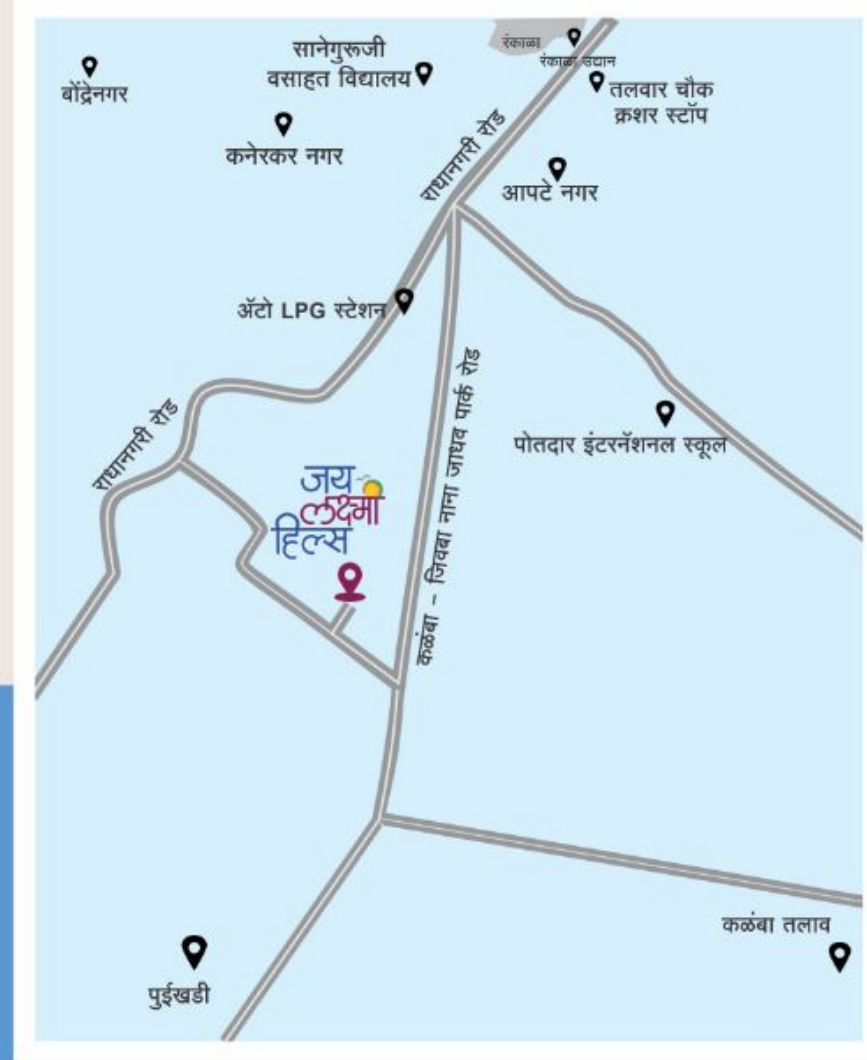 रंकाळा
रंकाळा उद्यान
सानेगुरूजी
वसाहत विद्यालय
बोंद्रेनगर
तलवार चौक
क्रशर स्टॉप
कनेरकर नगर
राधानगरी रोड
आपटे नगर
ॲटो LPG स्टेशन
राधानगरी रोड
पोतदार इंटरनॅशनल स्कूल
जय
लक्ष्मी
हिल्स
कळंबा - जिवबा नाना जाधव पार्क रोड
कळंबा तलाव
पुईखडी